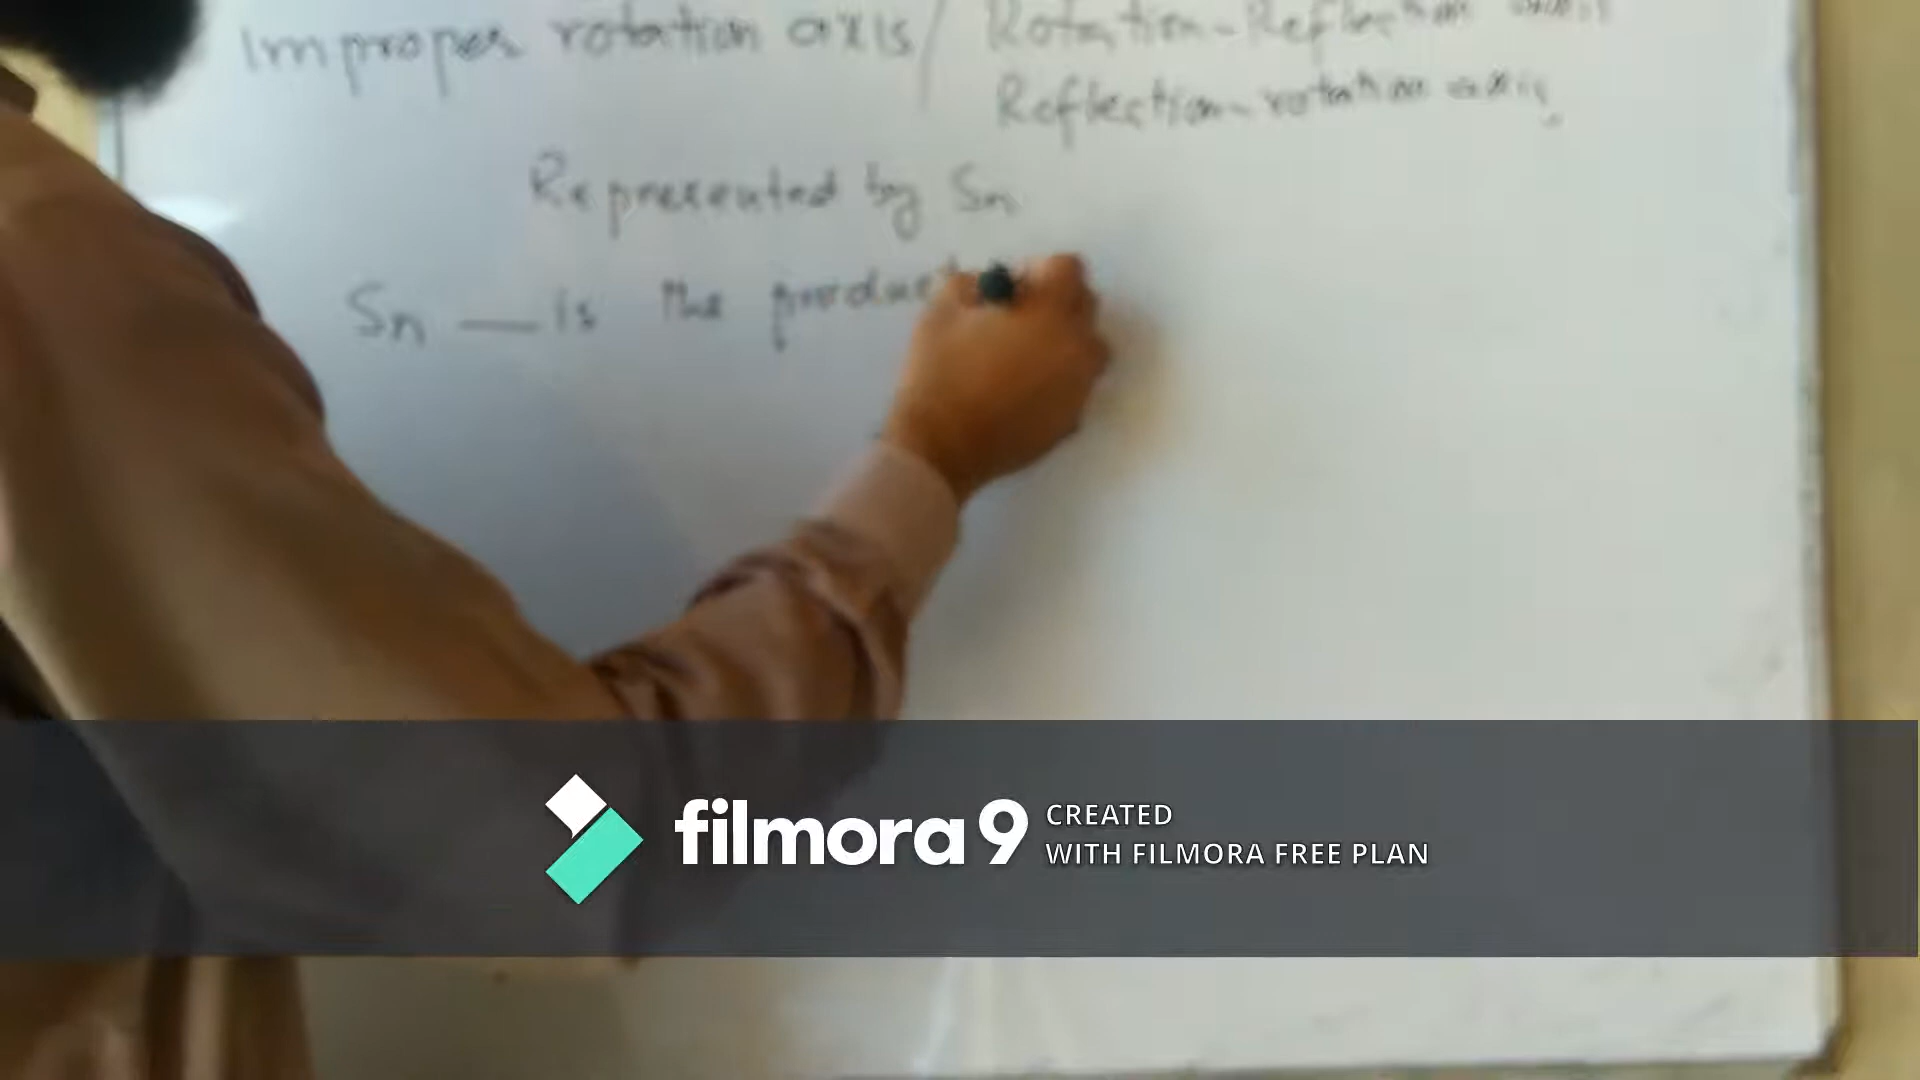 Improper rotation axis / Rotation-Reflection axis
Reflection-rotation axis.
Represented by Sn
Sn — is the product
filmora9 CREATED
WITH FILMORA FREE PLAN